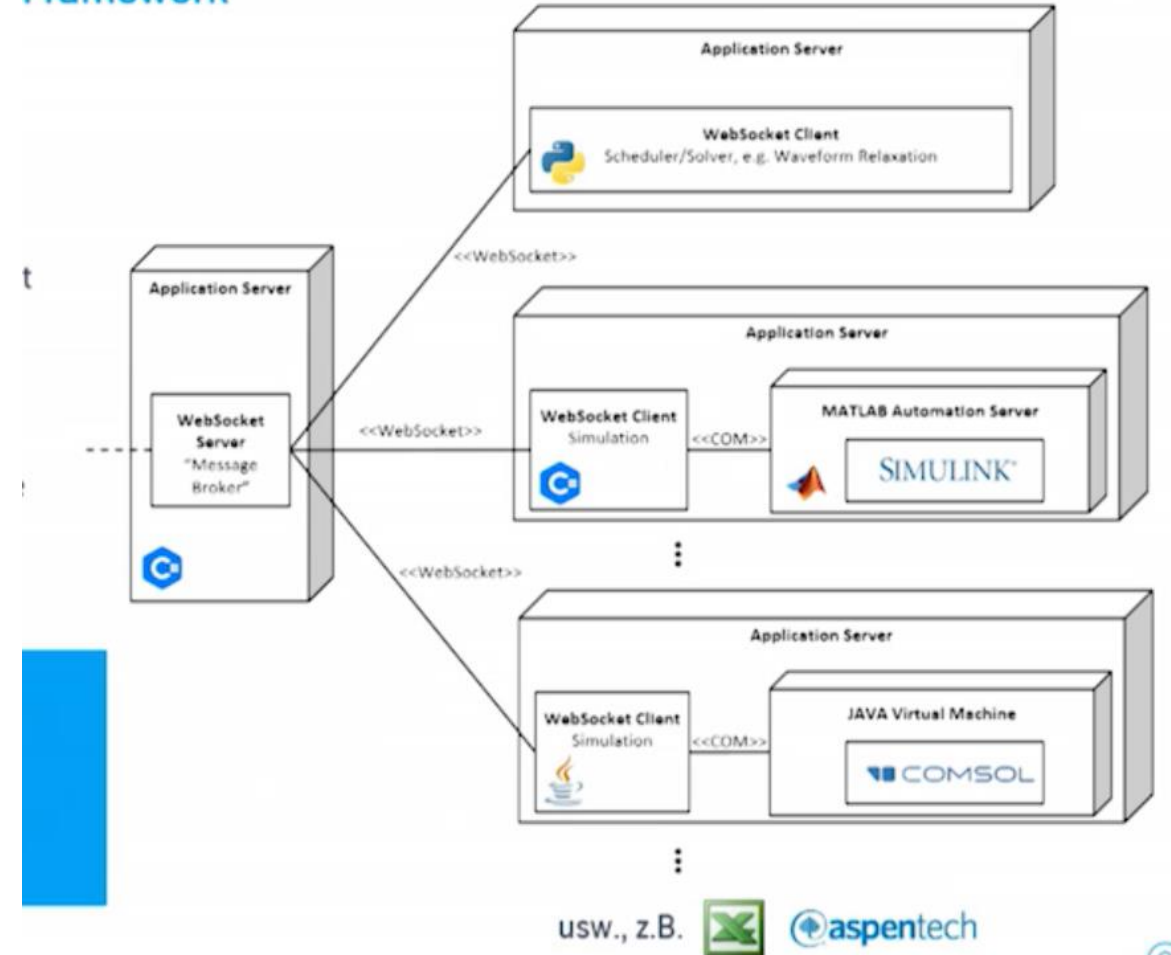 Framework
Application Server
WebSocket Client
Scheduler/Solver, e.g. Waveform Relaxation
<<WebSocket>>
t
Application Server
WebSocket
Server
"Message
Broker"
<<WebSocket>>
Application Server
WebSocket Client
Simulation
<<COM>>
MATLAB Automation Server
SIMULINK
<<WebSocket>>
Application Server
WebSocket Client
Simulation
<<COM>>
JAVA Virtual Machine
COMSOL
usw., z.B.
aspentech